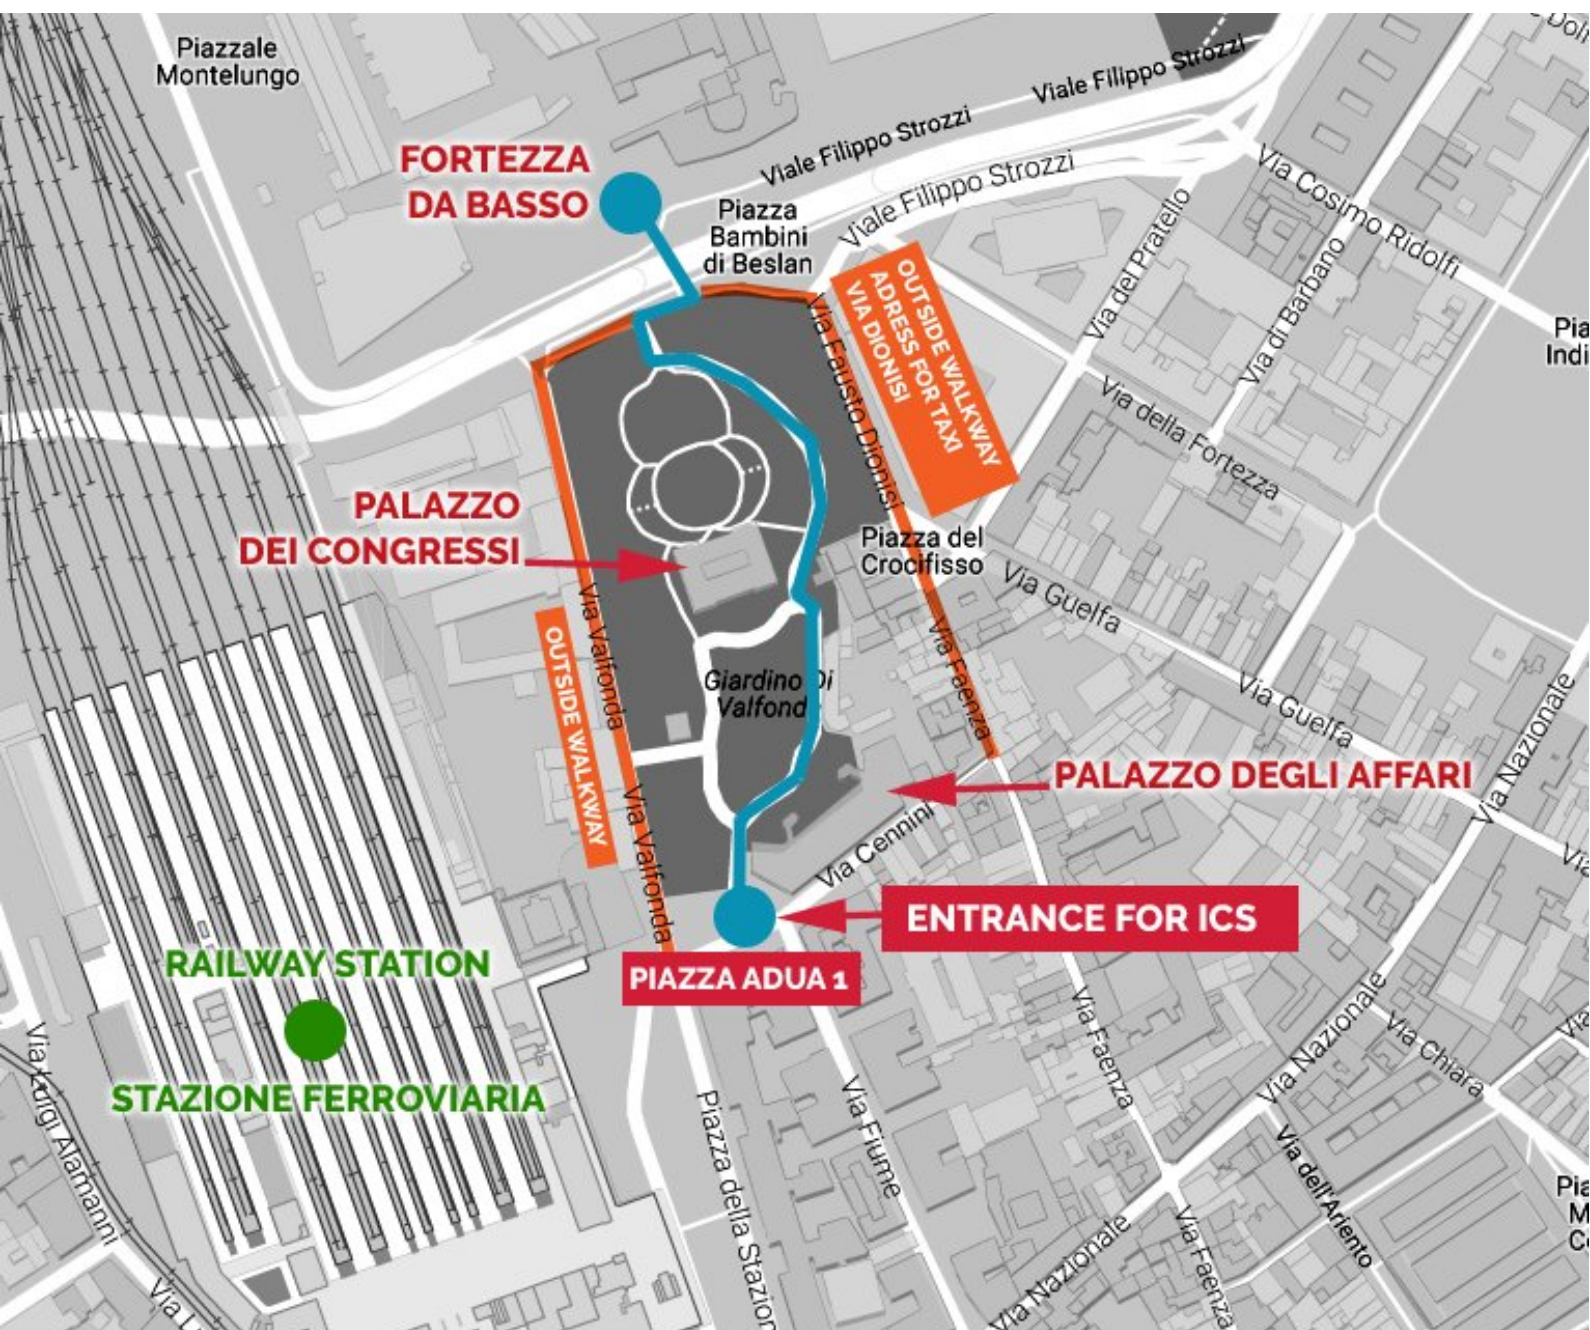 Piazzale
Montelungo
Viale Filippo Strozzi
Viale Filippo Strozzi
Viale Filippo Strozzi
FORTEZZA
DA BASSO
Piazza
Bambini
di Beslan
Via Cosimo Ridolfi
Via del Pratello
Via di Barbano
OUTSIDE WALKWAY
ADRESS FOR TAXI
VIA DIONISI
Via Fausto Dionisi
Via della Fortezza
PALAZZO
DEI CONGRESSI
Piazza del
Crocifisso
Via Guelfa
Via Guelfa
Via Valfonda
OUTSIDE WALKWAY
Via Faenza
Giardino Di
Valfond
Via Nazionale
PALAZZO DEGLI AFFARI
Via Valfonda
Via Cennini
ENTRANCE FOR ICS
RAILWAY STATION
PIAZZA ADUA 1
STAZIONE FERROVIARIA
Via Luigi Alamanni
Piazza della Stazion
Via Fiume
Via Faenza
Via Nazionale
Via Chiara
Via dell'Ariento
Via Nazionale
Via Faenza